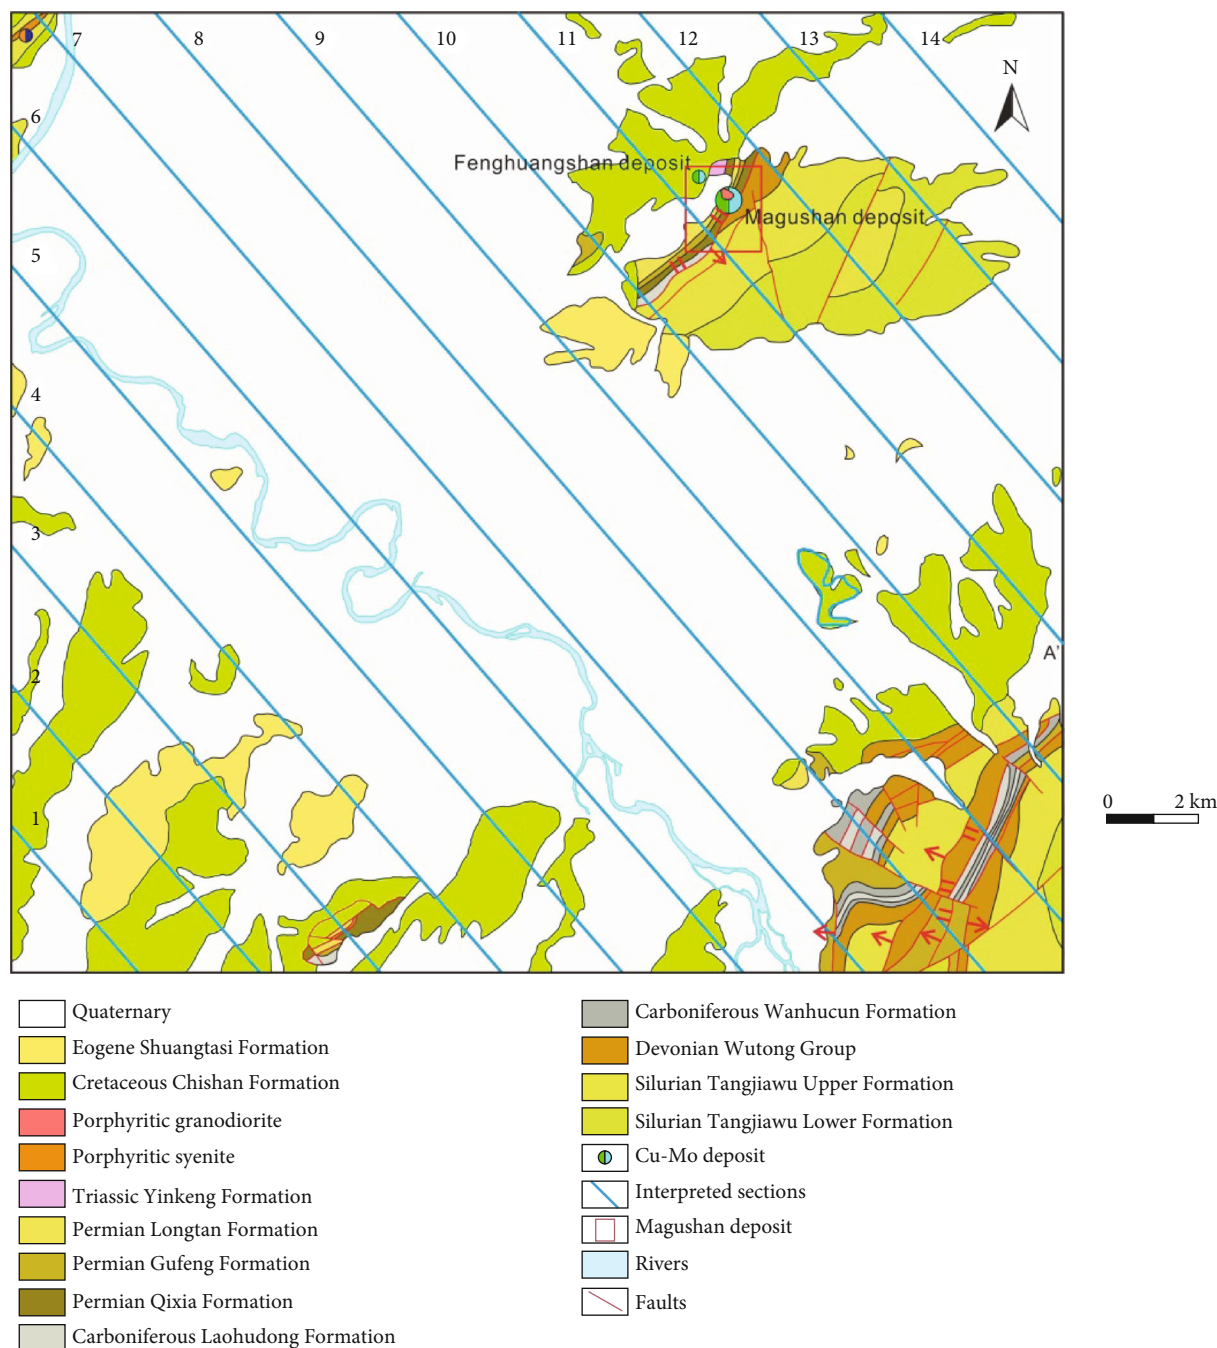 7 8 9 10 11 12 13 14
N
6
Fenghuangshan deposit
Magushan deposit
5
4
3
A'
2
1
0 2 km
Quaternary
Eogene Shuangtasi Formation
Cretaceous Chishan Formation
Porphyritic granodiorite
Porphyritic syenite
Triassic Yinkeng Formation
Permian Longtan Formation
Permian Gufeng Formation
Permian Qixia Formation
Carboniferous Laohudong Formation
Carboniferous Wanhucun Formation
Devonian Wutong Group
Silurian Tangjiawu Upper Formation
Silurian Tangjiawu Lower Formation
Cu-Mo deposit
Interpreted sections
Magushan deposit
Rivers
Faults